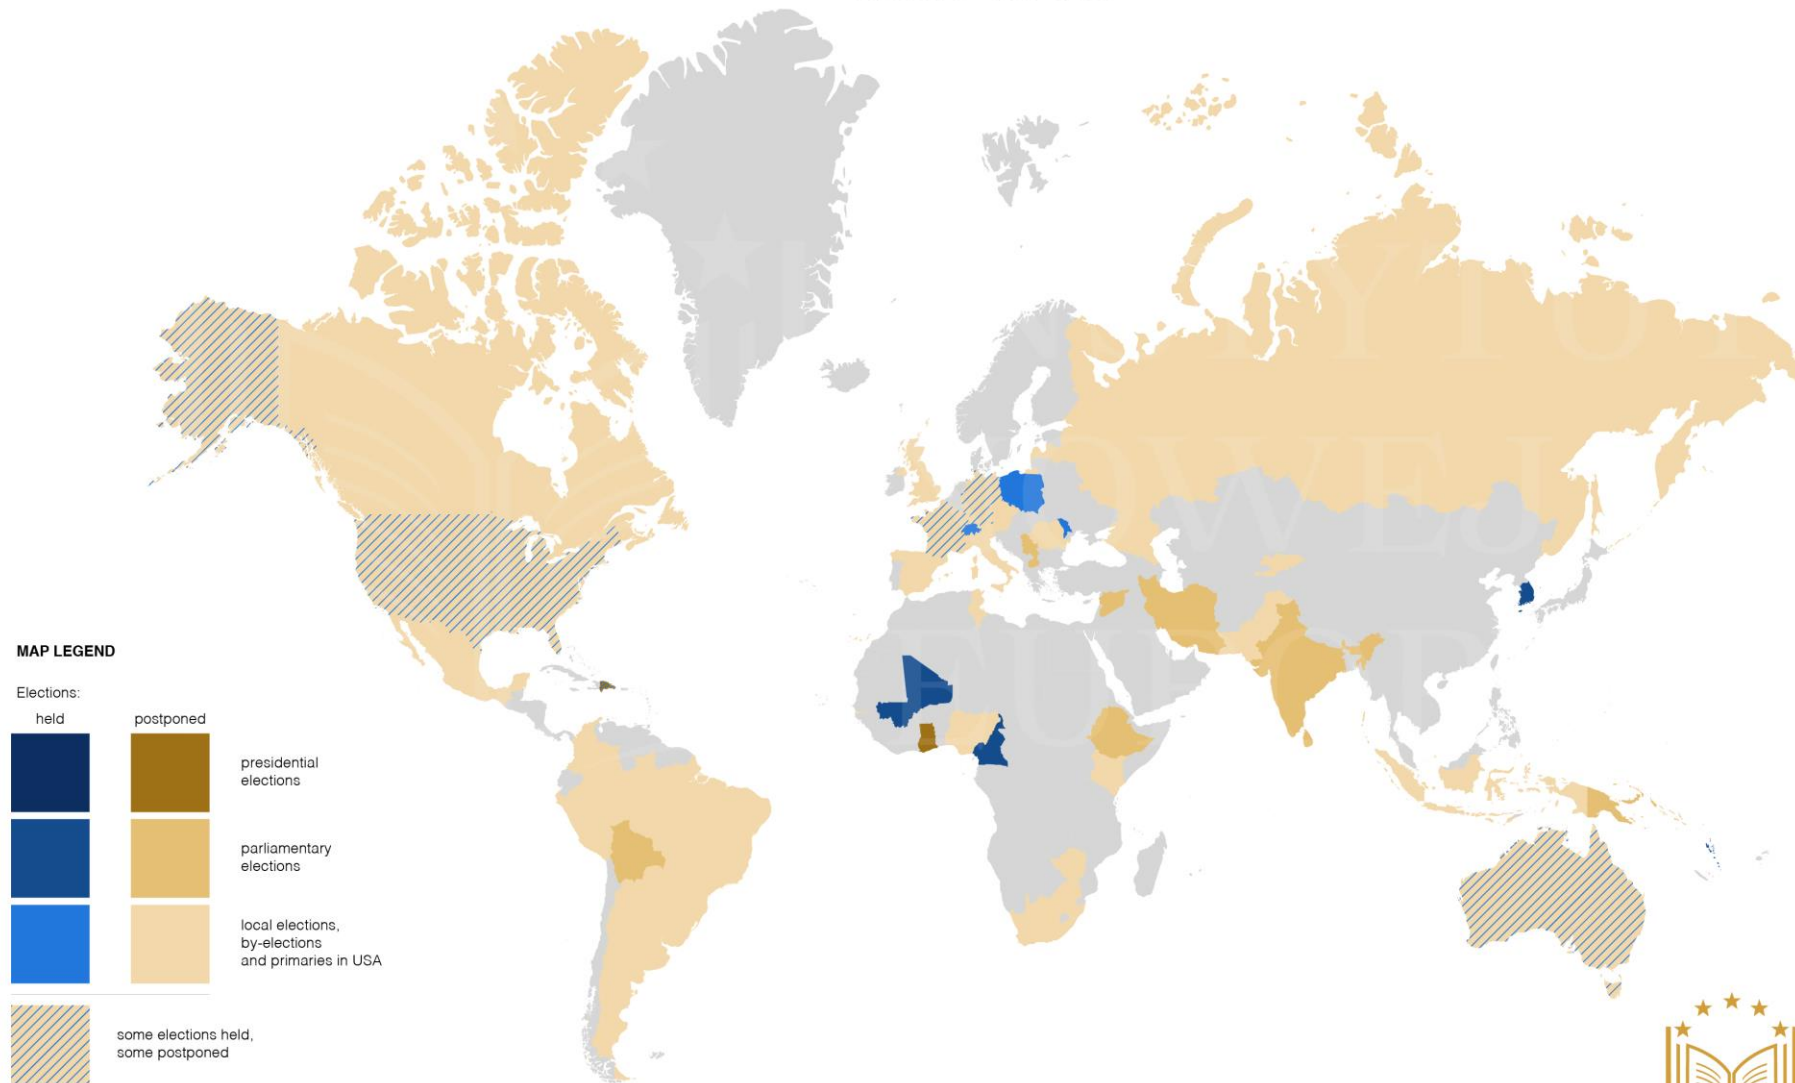 MAP LEGEND
Elections:
held
postponed
presidential
elections
parliamentary
elections
local elections,
by-elections
and primaries in USA
some elections held,
some postponed